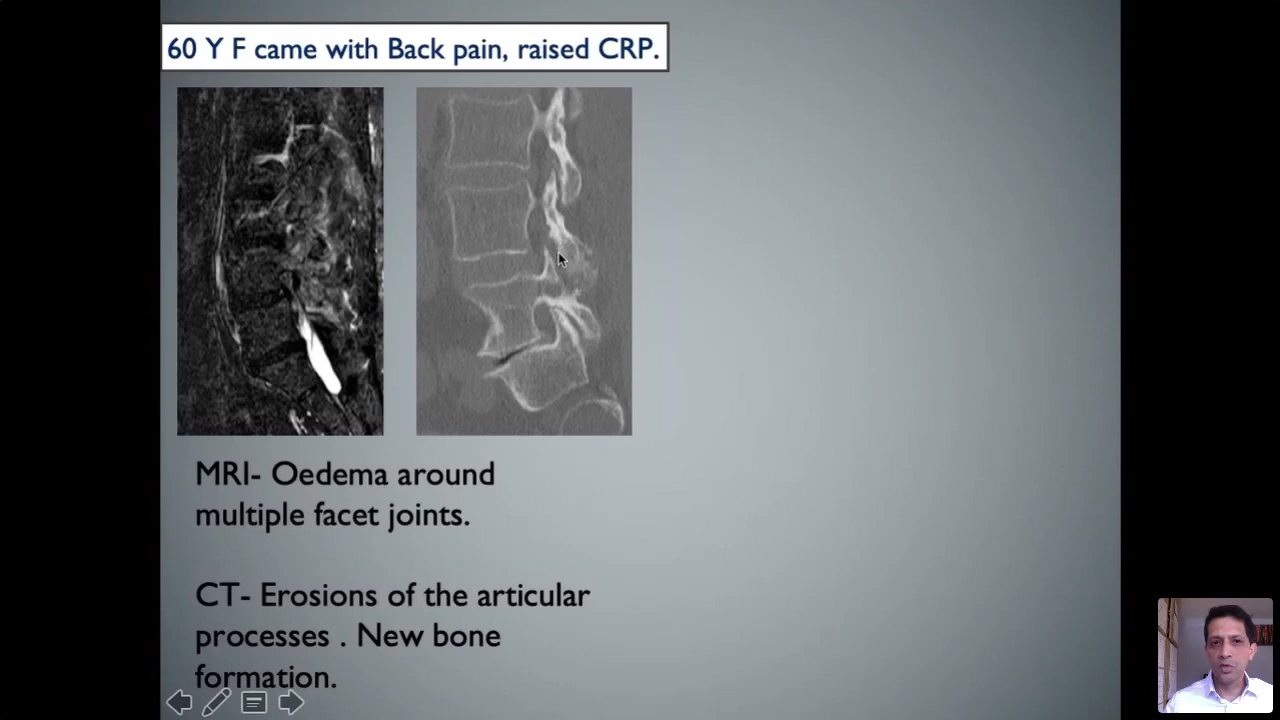 60 Y F came with Back pain, raised CRP.
MRI- Oedema around
multiple facet joints.
CT- Erosions of the articular
processes . New bone
formation.